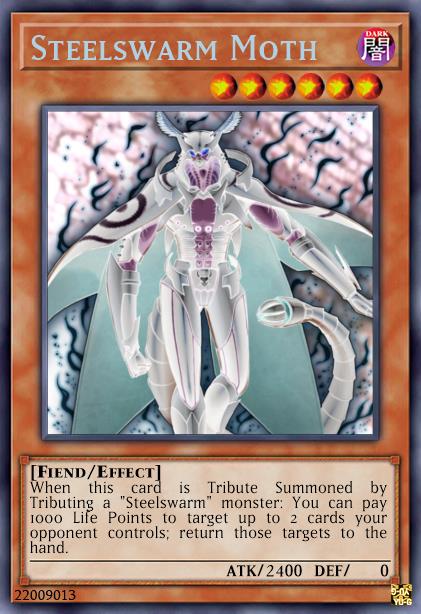 Steelswarm Moth
DARK
闇
[Fiend/Effect]
When this card is Tribute Summoned by
Tributing a "Steelswarm" monster: You can pay
1000 Life Points to target up to 2 cards your
opponent controls; return those targets to the
hand.
ATK/2400 DEF/ 0
22009013